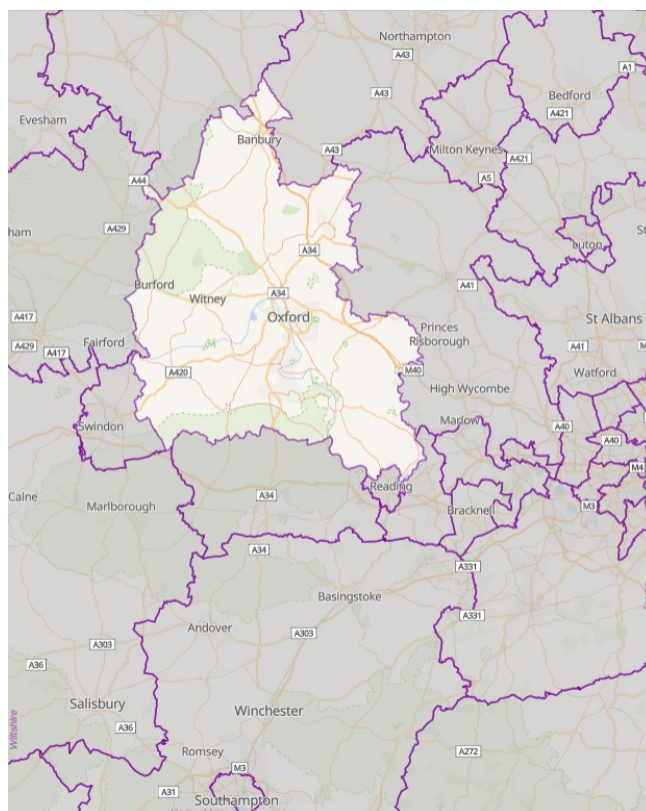 Northampton
A43
A1
A43
Bedford
A421
Evesham
Banbury
A43
Milton Keynes
A421
A5
A44
ham
A429
Luton
St
A34
Burford
Witney
A34
A41
A417
Oxford
Princes
Risborough
St Albans
Fairford
A429
A417
A41
M
A420
M40
Watford
High Wycombe
Swindon
Marlow
A40
A40
Calne
Marlborough
A34
Reading
Bracknell
M4
M3
A34
A331
Basingstoke
Andover
A303
A331
A303
A36
Salisbury
Winchester
A36
Wiltshire
Romsey
A272
M3
A31
Southampton